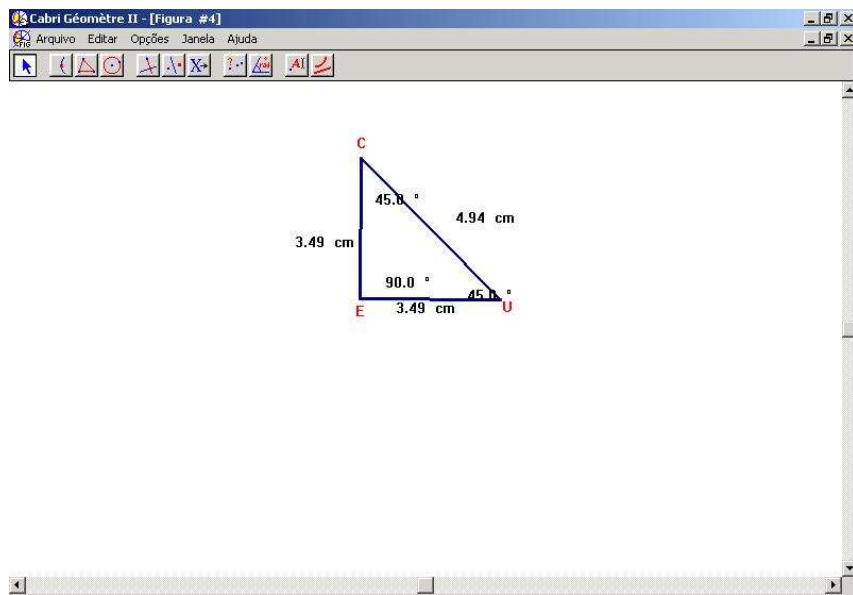 Cabri Géomètre II - [Figura #4]
Arquivo Editar Opções Janela Ajuda
C
45.0 °
4.94 cm
3.49 cm
90.0 °
45.0 °
E
3.49 cm
U